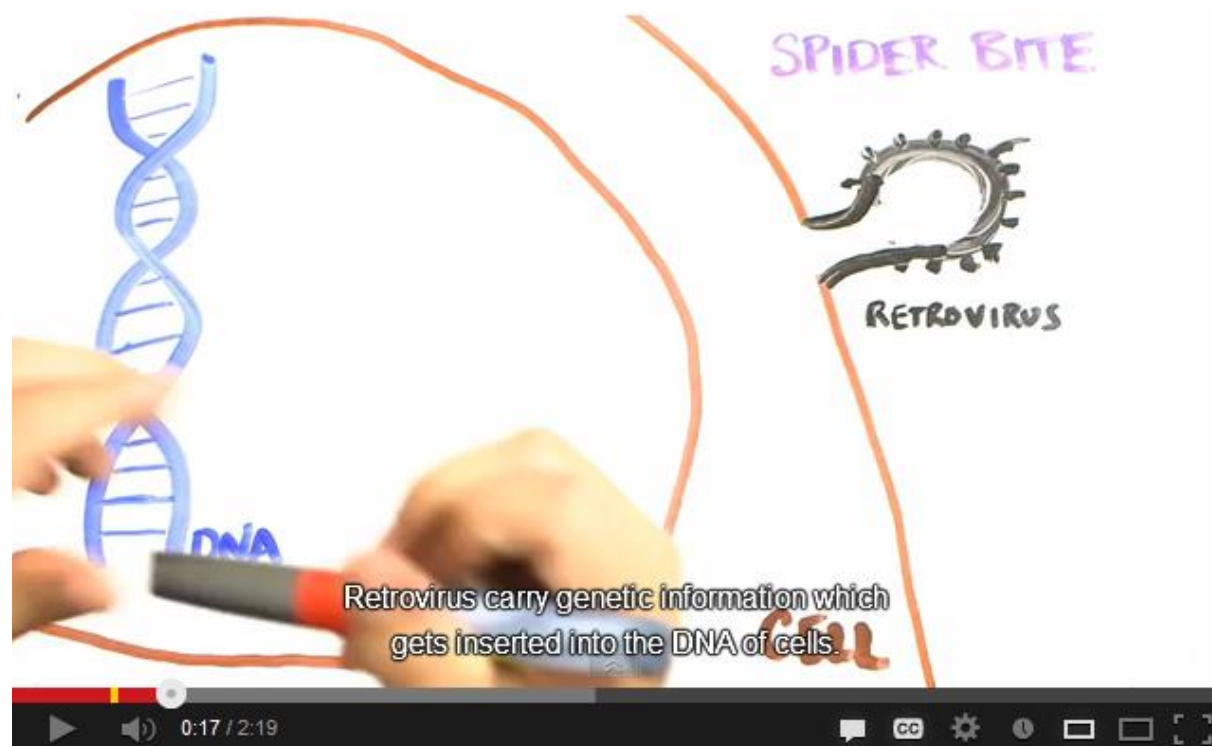 SPIDER BITE
RETROVIRUS
DNA
Retrovirus carry genetic information which
gets inserted into the DNA of cells.
CELL
0:17 / 2:19
CC